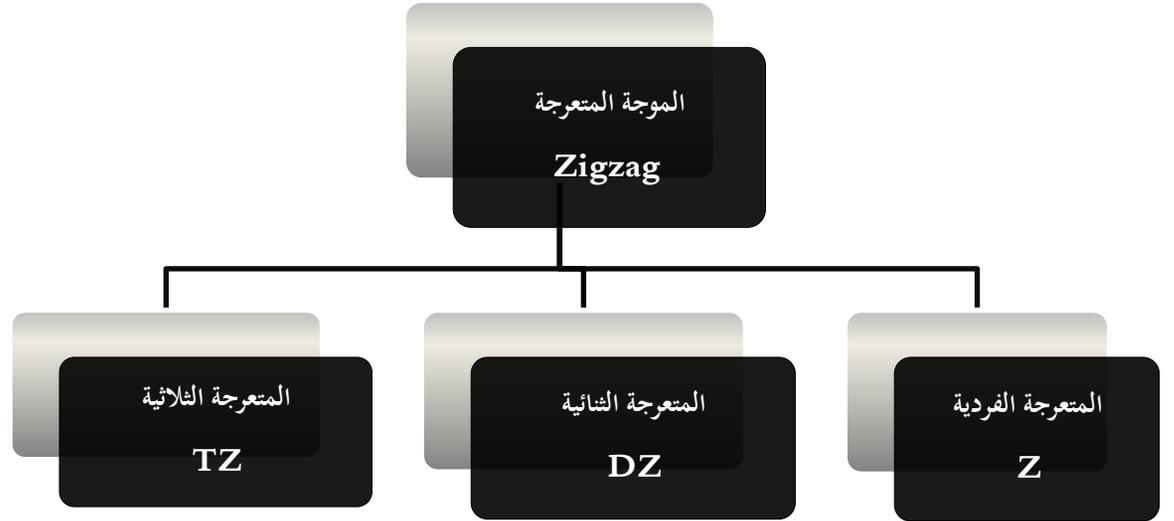 الموجة المتعرجة
Zigzag
المتعرجة الفردية
Z
المتعرجة الثنائية
DZ
المتعرجة الثلاثية
TZ